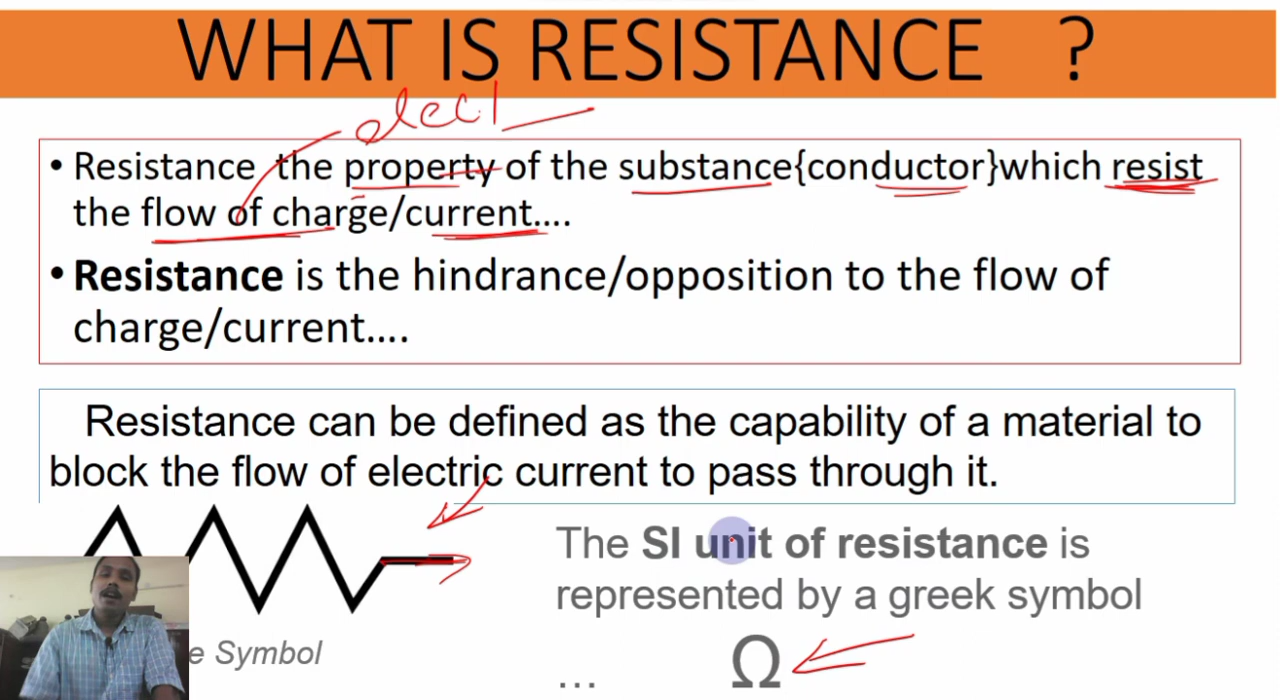 WHAT IS RESISTANCE ?
elect
• Resistance the property of the substance{conductor}which resist
the flow of charge/current....
• Resistance is the hindrance/opposition to the flow of
charge/current....
Resistance can be defined as the capability of a material to
block the flow of electric current to pass through it.
The SI unit of resistance is
represented by a greek symbol
e Symbol
... Ω